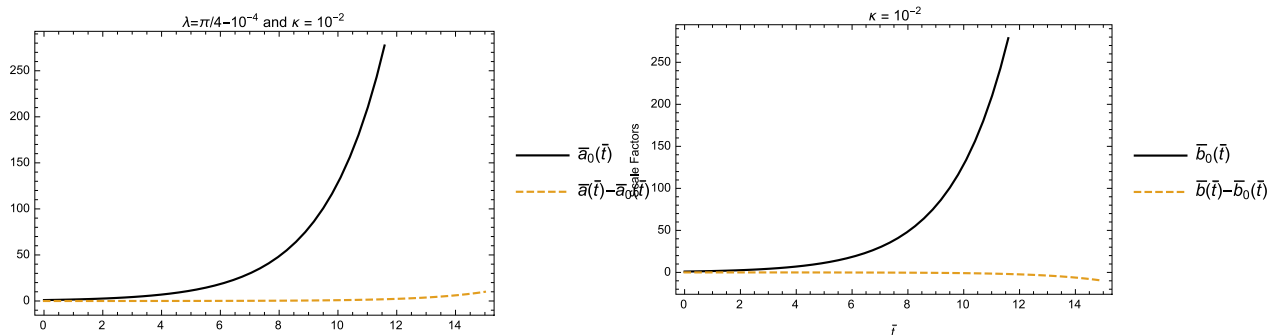 λ=π/4−10⁻⁴ and κ = 10⁻²
250
200
150
100
50
0
0 2 4 6 8 10 12 14
a̅₀(t̅)
a̅(t̅)−a̅₀(t̅)
κ = 10⁻²
Scale Factors
250
200
150
100
50
0
0 2 4 6 8 10 12 14
t̅
b̅₀(t̅)
b̅(t̅)−b̅₀(t̅)